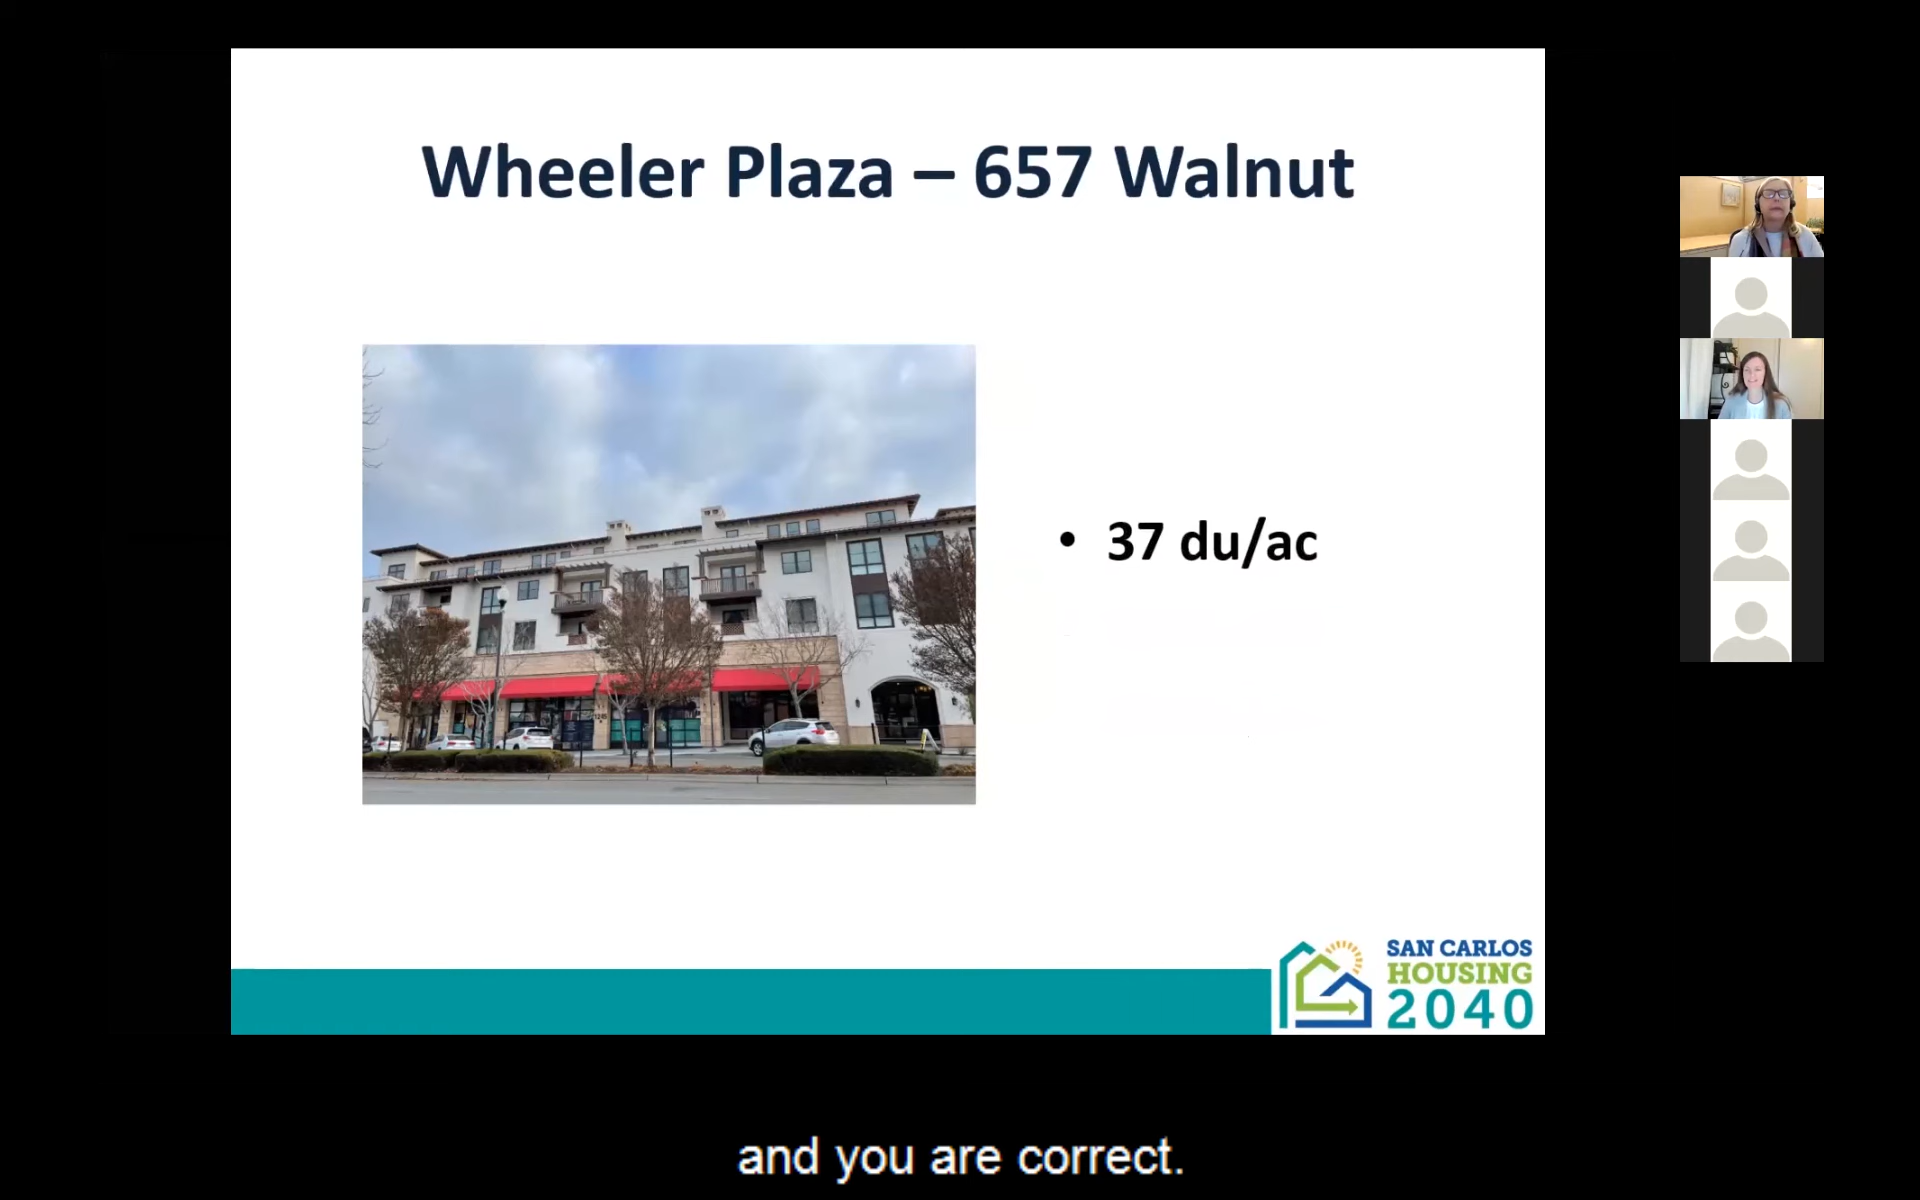 Wheeler Plaza – 657 Walnut
• 37 du/ac
SAN CARLOS
HOUSING
2040
and you are correct.